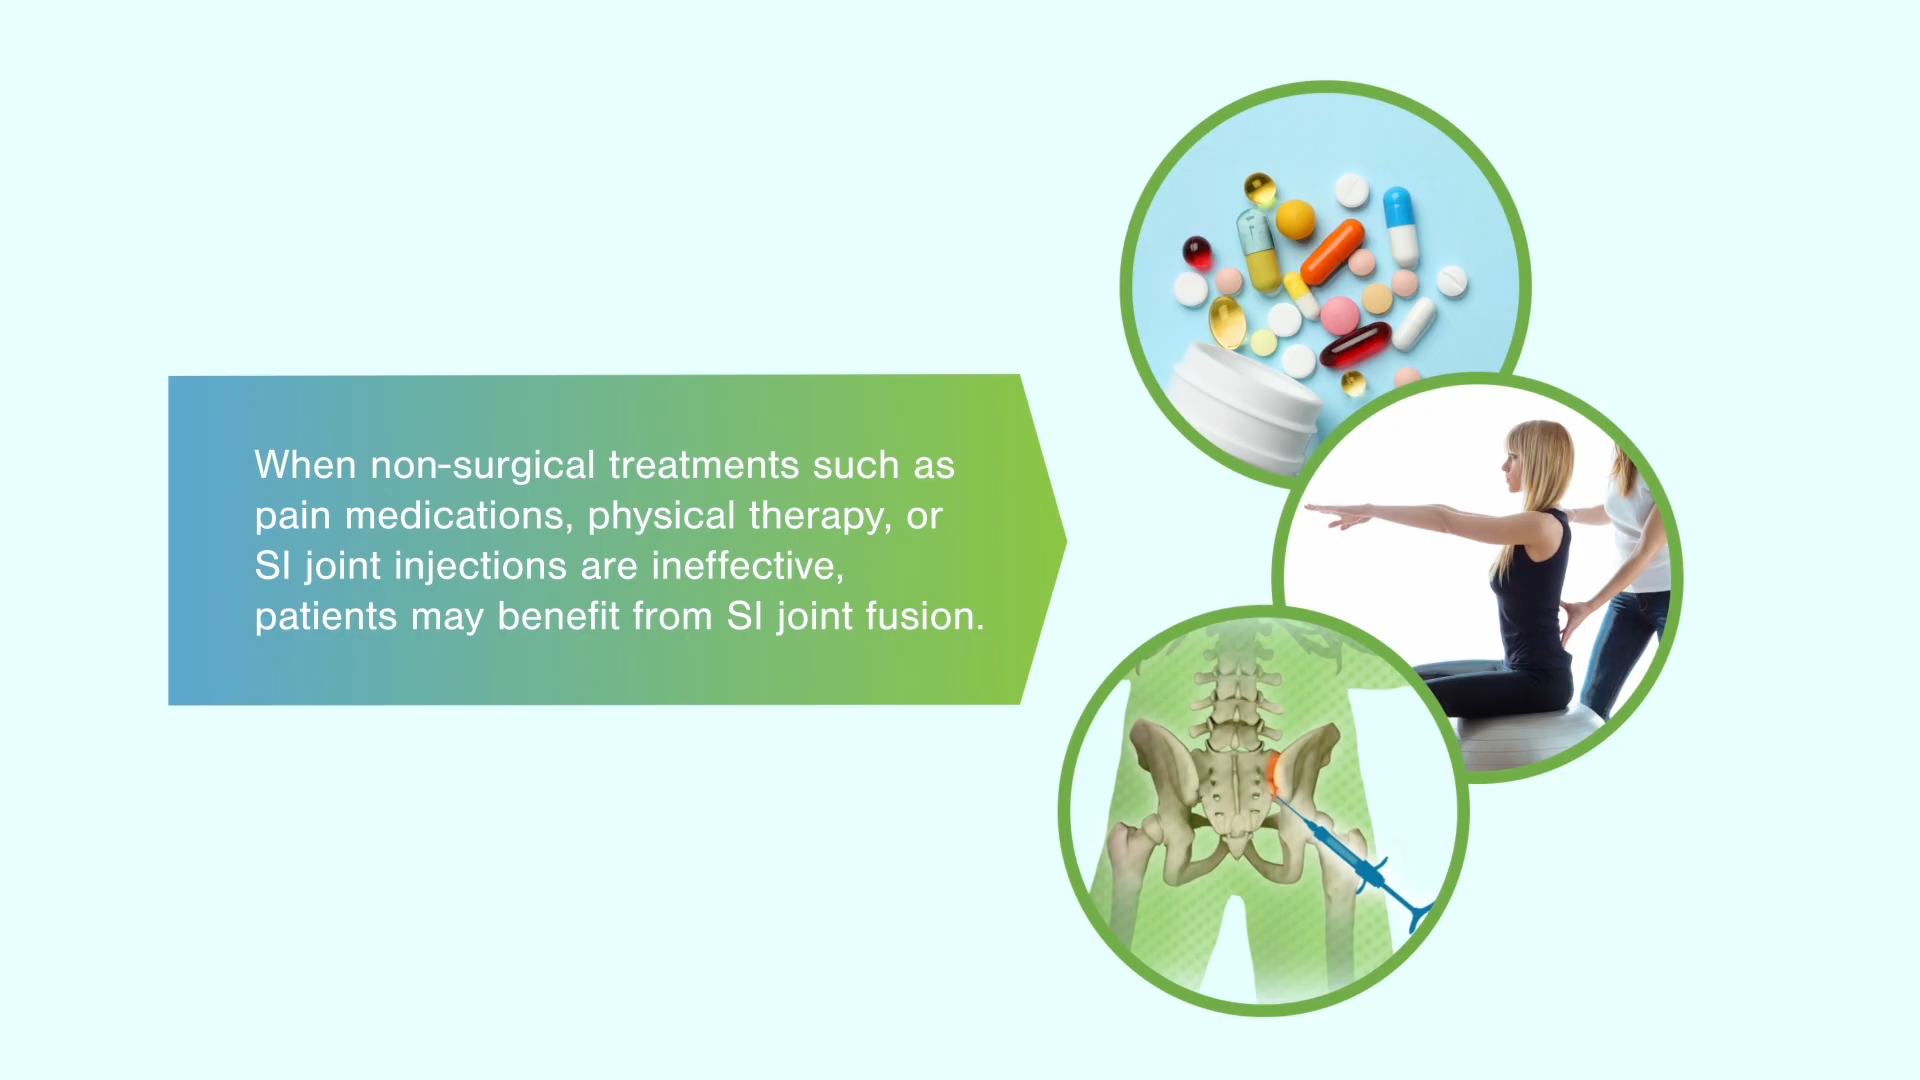 When non-surgical treatments such as
pain medications, physical therapy, or
SI joint injections are ineffective,
patients may benefit from SI joint fusion.